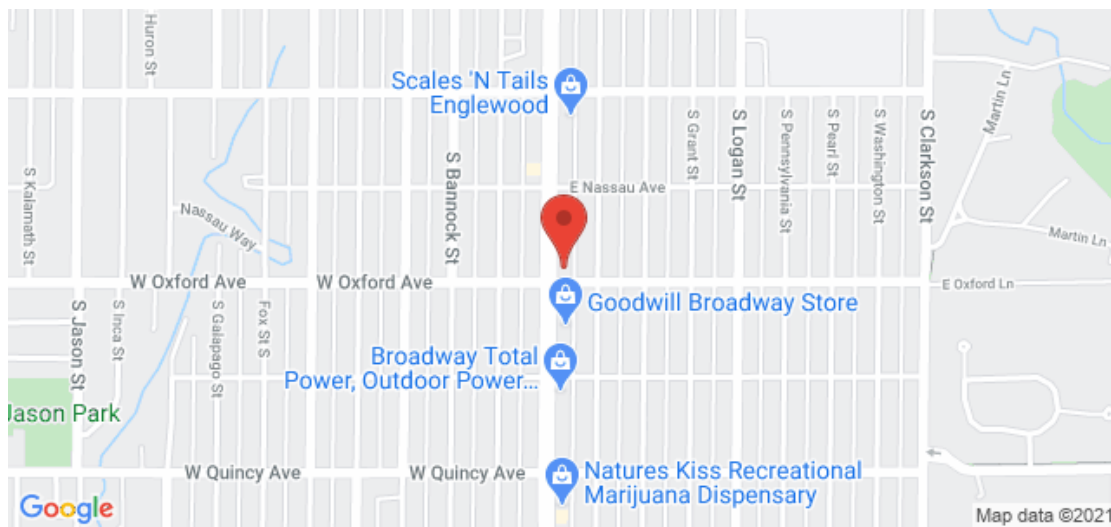 Huron St
Scales 'N Tails
Englewood
Martin Ln
S Kalamath St
S Bannock St
S Grant St
S Logan St
S Pennsylvania St
S Pearl St
S Washington St
S Clarkson St
E Nassau Ave
Nassau Way
Martin Ln
W Oxford Ave
W Oxford Ave
E Oxford Ln
S Jason St
S Inca St
S Galapago St
Fox St S
Goodwill Broadway Store
Broadway Total
Power, Outdoor Power...
Jason Park
W Quincy Ave
W Quincy Ave
Natures Kiss Recreational
Marijuana Dispensary
Google
Map data ©2021